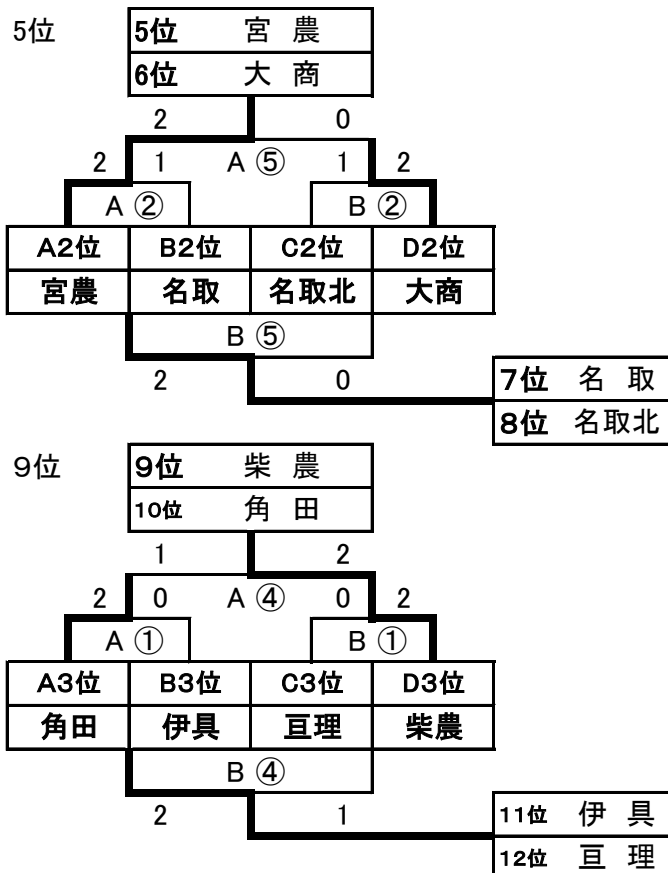 5位 5位 宮 農
6位 大 商
2 0
2 1 A ⑤ 1 2
A ② B ②
A2位 B2位 C2位 D2位
宮農 名取 名取北 大商
B ⑤
2 0
7位 名 取
8位 名取北
9位 9位 柴 農
10位 角 田
1 2
2 0 A ④ 0 2
A ① B ①
A3位 B3位 C3位 D3位
角田 伊具 亘理 柴農
B ④
2 1
11位 伊 具
12位 亘 理